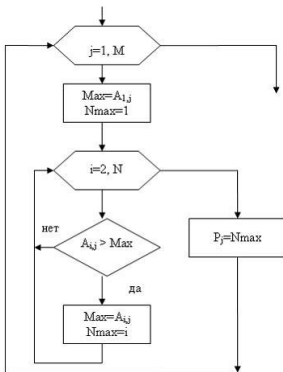 j=1, M
Max=A1,j
Nmax=1
i=2, N
нет
Ai,j > Max
Pj=Nmax
да
Max=Ai,j
Nmax=i